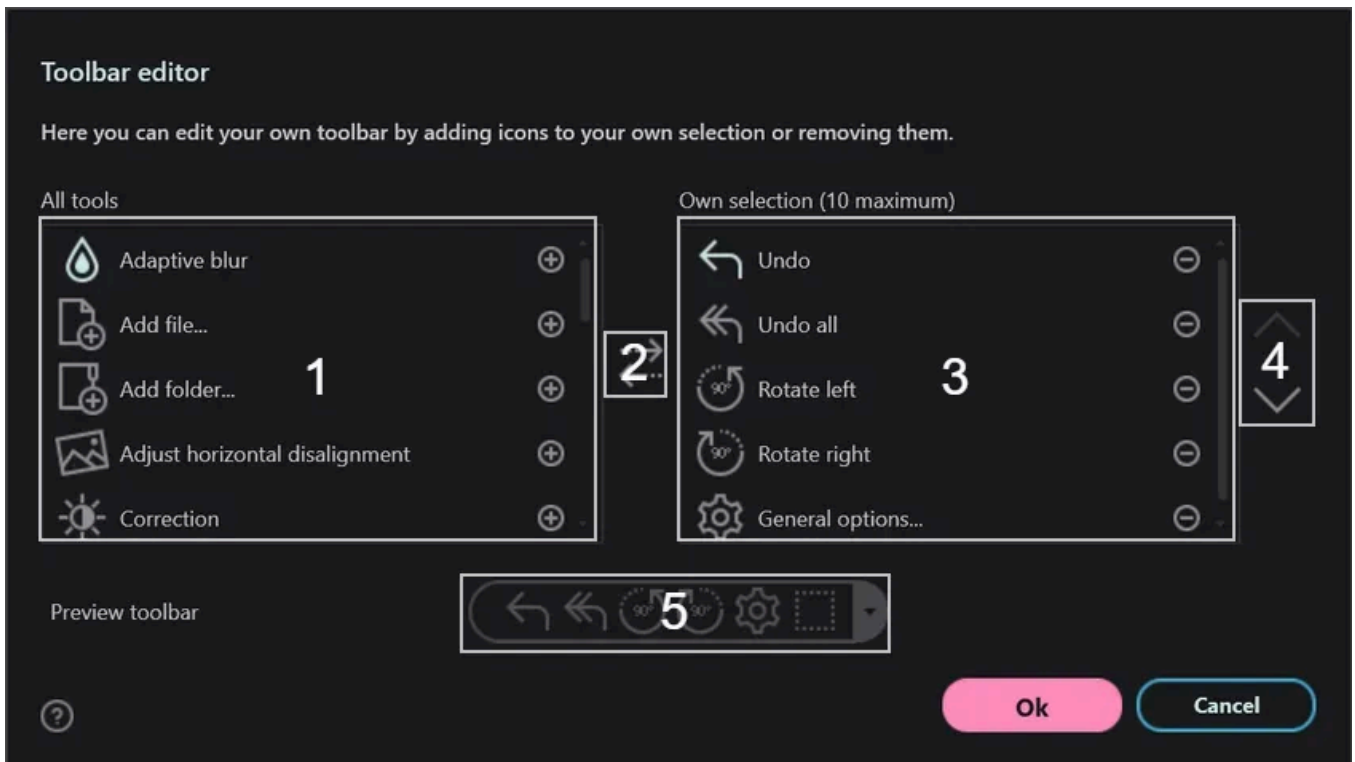 Toolbar editor
Here you can edit your own toolbar by adding icons to your own selection or removing them.
All tools
Own selection (10 maximum)
Adaptive blur
Add file...
Add folder...
Adjust horizontal disalignment
Correction
1
2
Undo
Undo all
90°
Rotate left
90°
Rotate right
General options...
3
4
Preview toolbar
90°
5
90°
?
Ok
Cancel